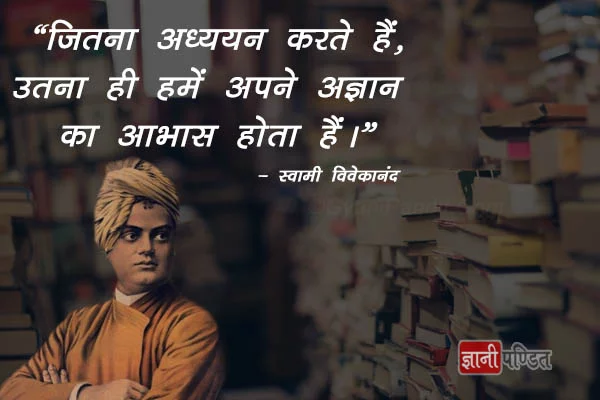 “जितना अध्ययन करते हैं,
उतना ही हमें अपने अज्ञान
का आभास होता हैं।”
- स्वामी विवेकानंद
ज्ञानी पण्डित